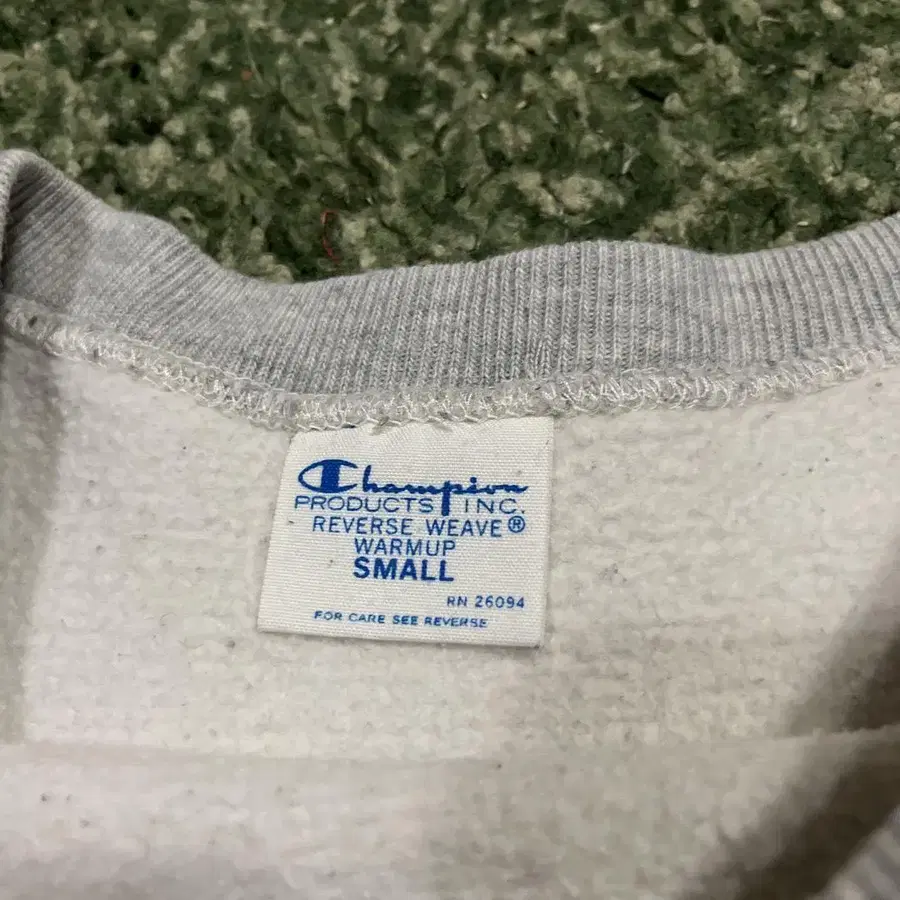 Champion
PRODUCTS INC.
REVERSE WEAVE®
WARMUP
SMALL
RN 26094
FOR CARE SEE REVERSE